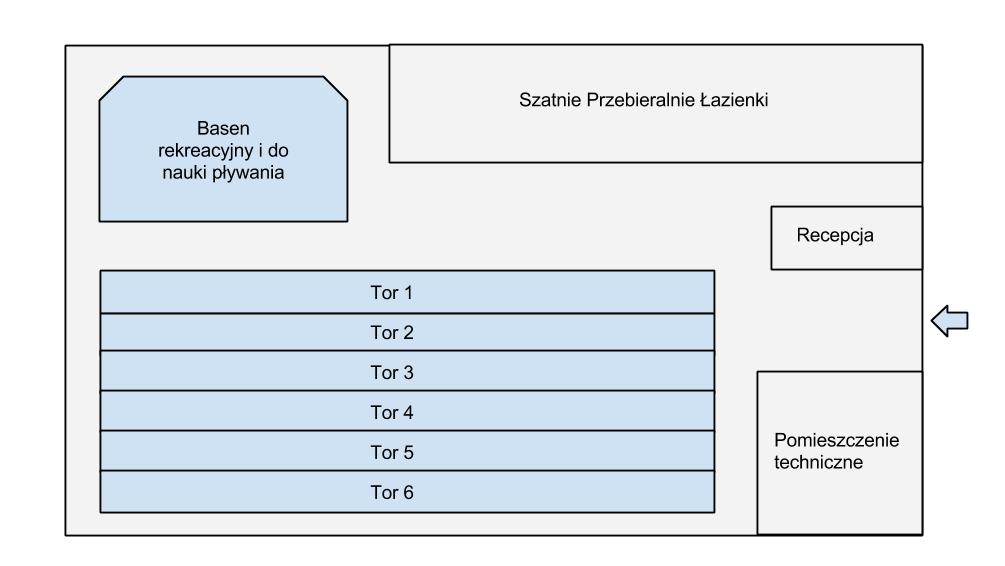 Szatnie Przebieralnie Łazienki
Basen
rekreacyjny i do
nauki pływania
Recepcja
Tor 1
Tor 2
Tor 3
Tor 4
Tor 5
Tor 6
Pomieszczenie
techniczne